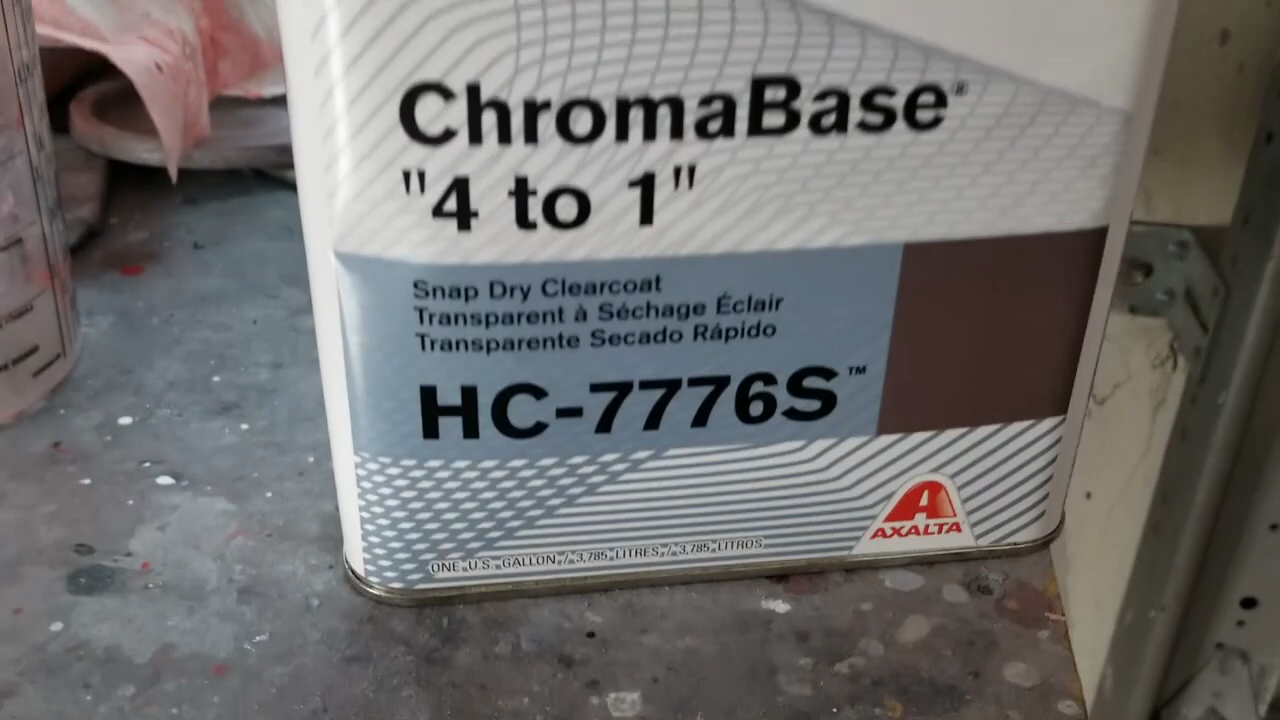 ChromaBase®
"4 to 1"
Snap Dry Clearcoat
Transparent à Séchage Éclair
Transparente Secado Rápido
HC-7776S™
AXALTA
ONE U.S. GALLON / 3,785 LITRES / 3,785 LITROS